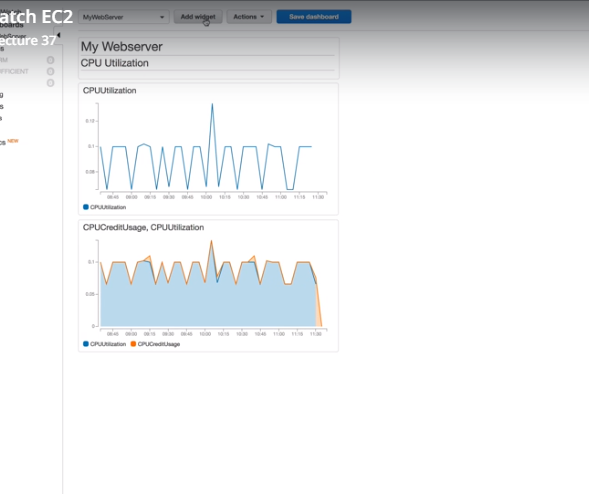 atch EC2
ecture 37
boards
MyWebServer
Add widget
Actions
Save dashboard
RM
FFICIENT
NEW
My Webserver
CPU Utilization
CPUUtilization
0.15
0.1
0.05
08:45 09:00 09:15 09:30 09:45 10:00 10:15 10:30 10:45 11:00 11:15 11:30
CPUUtilization
CPUCreditUsage, CPUUtilization
0.1
0.05
0
08:45 09:00 09:15 09:30 09:45 10:00 10:15 10:30 10:45 11:00 11:15 11:30
CPUUtilization CPUCreditUsage